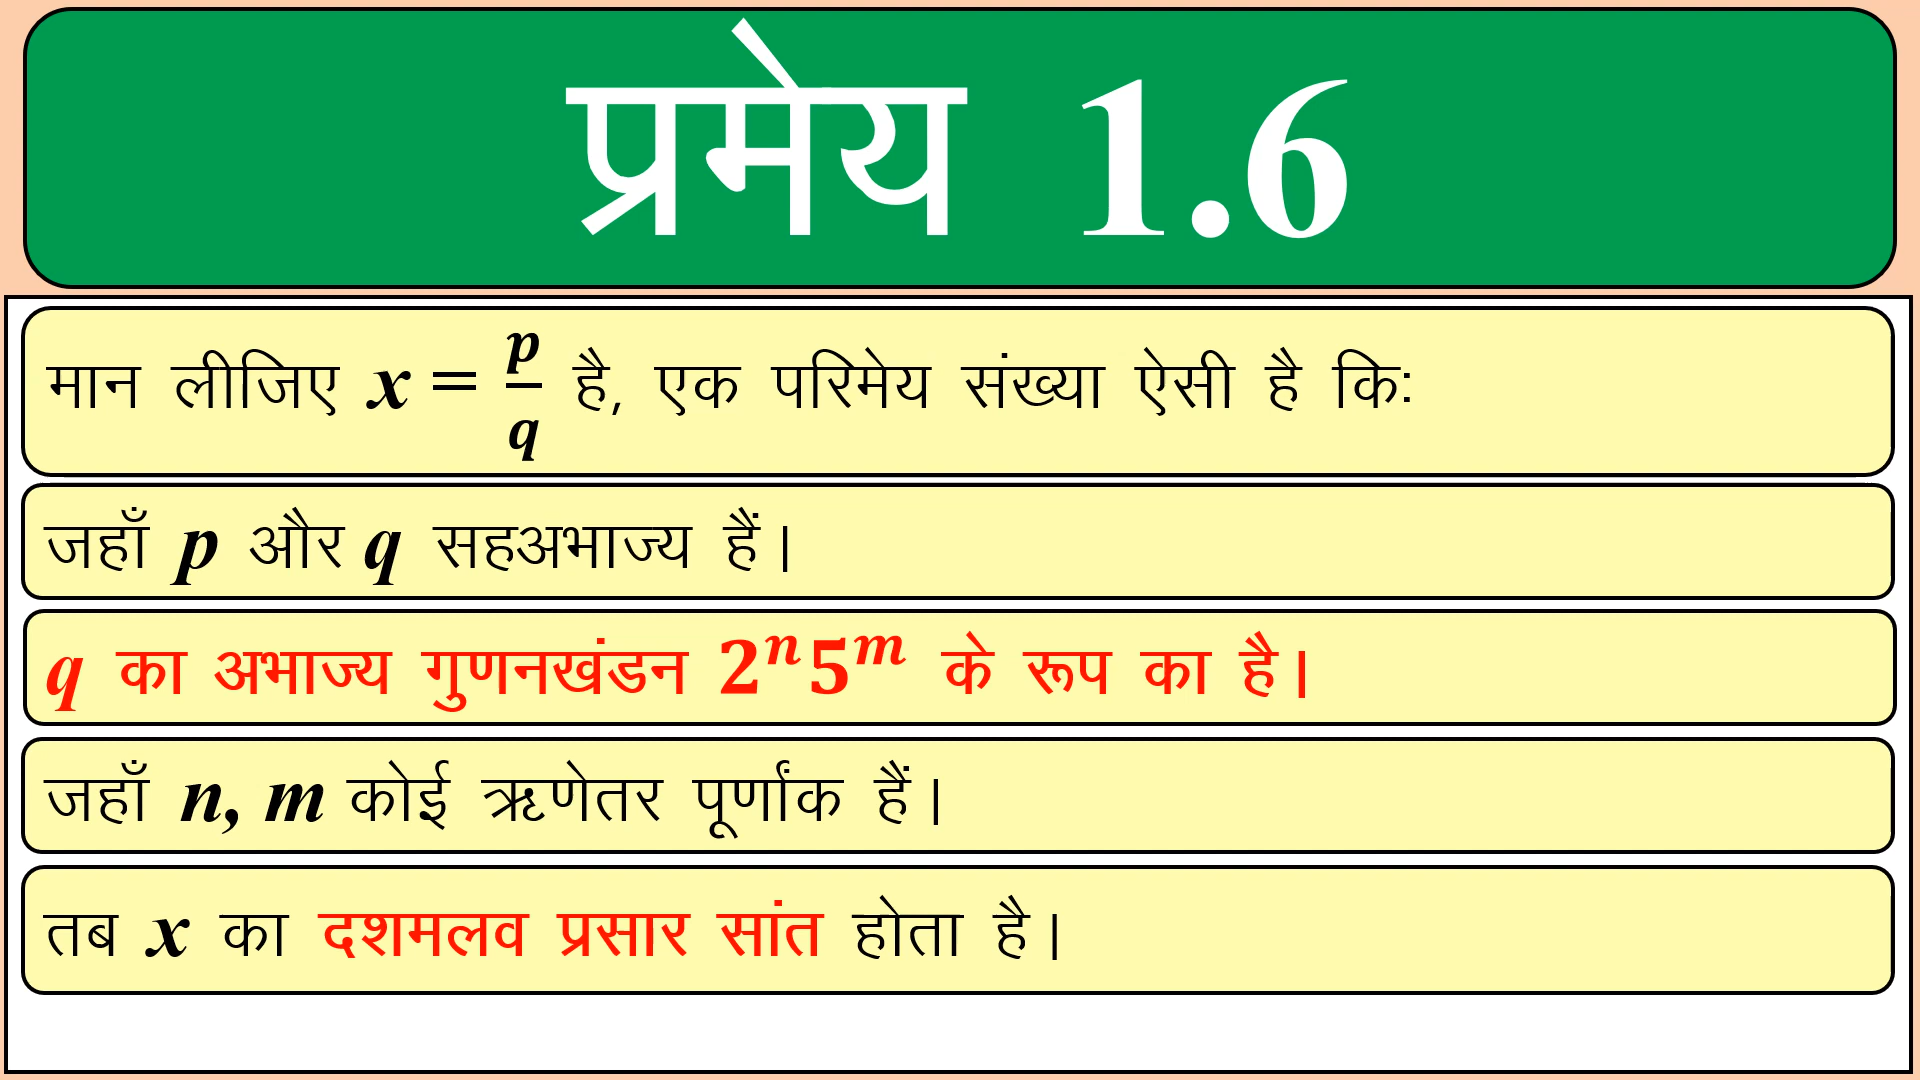 प्रमेय 1.6
मान लीजिए x = p/q है, एक परिमेय संख्या ऐसी है कि:
जहाँ p और q सहअभाज्य हैं।
q का अभाज्य गुणनखंडन 2ⁿ5ᵐ के रूप का है।
जहाँ n, m कोई ऋणेतर पूर्णांक हैं।
तब x का दशमलव प्रसार सांत होता है।